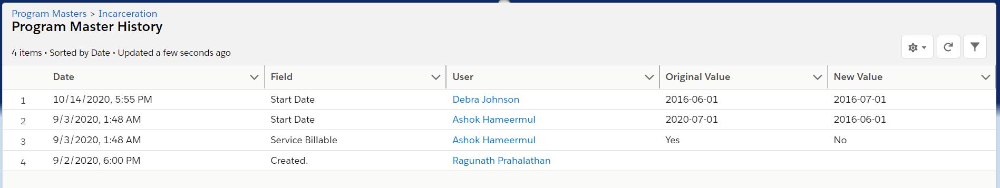 Program Masters > Incarceration
Program Master History
4 items • Sorted by Date • Updated a few seconds ago
Date Field User Original Value New Value
1 10/14/2020, 5:55 PM Start Date Debra Johnson 2016-06-01 2016-07-01
2 9/3/2020, 1:48 AM Start Date Ashok Hameermul 2020-07-01 2016-06-01
3 9/3/2020, 1:48 AM Service Billable Ashok Hameermul Yes No
4 9/2/2020, 6:00 PM Created. Ragunath Prahalathan